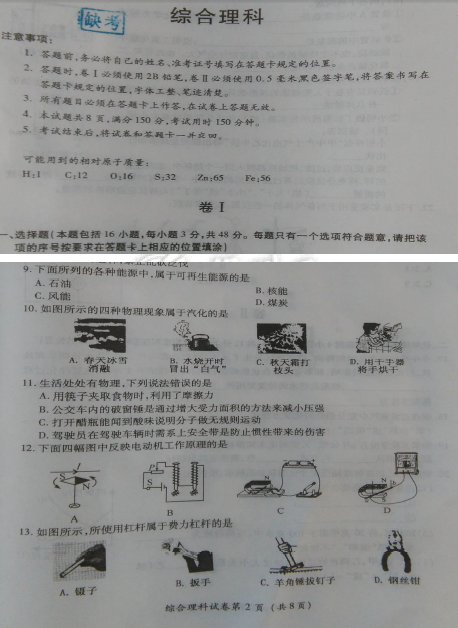 缺考
综合理科
注意事项：
1. 答题前，务必将自己的姓名、准考证号填写在答题卡规定的位置。
2. 答题时，卷Ⅰ必须使用2B铅笔，卷Ⅱ必须使用0.5毫米黑色签字笔，将答案书写在
答题卡规定的位置，字体工整、笔迹清楚。
3. 所有题目必须在答题卡上作答，在试卷上答题无效。
4. 本试题共8页，满分150分，考试用时150分钟。
5. 考试结束后，将试卷和答题卡一并交回。
可能用到的相对原子质量：
H:1 C:12 O:16 S:32 Zn:65 Fe:56
卷Ⅰ
一、选择题(本题包括16小题，每小题3分，共48分。每题只有一个选项符合题意，请把该
项的序号按要求在答题卡上相应的位置填涂)
9. 下面所列的各种能源中，属于可再生能源的是
A. 石油 B. 核能
C. 风能 D. 煤炭
10. 如图所示的四种物理现象属于汽化的是
A. 春天冰雪 B. 水烧开时 C. 秋天霜打 D. 用干手器
消融 冒出“白气” 枝头 将手烘干
11. 生活处处有物理，下列说法错误的是
A. 用筷子夹取食物时，利用了摩擦力
B. 公交车内的破窗锤是通过增大受力面积的方法来减小压强
C. 打开醋瓶能闻到酸味说明分子做无规则运动
D. 驾驶员在驾驶车辆时需系上安全带是防止惯性带来的伤害
12. 下面四幅图中反映电动机工作原理的是
S N S
A B C D
13. 如图所示，所使用杠杆属于费力杠杆的是
A. 镊子 B. 扳手 C. 羊角锤拔钉子 D. 钢丝钳
综合理科试卷第2页 (共8页)